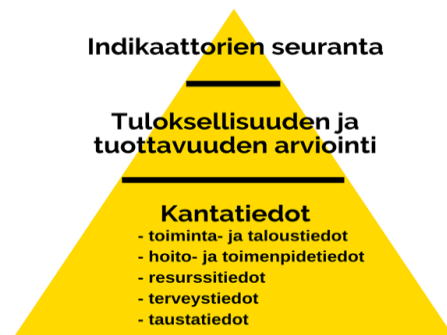 Indikaattorien seuranta
Tuloksellisuuden ja
tuottavuuden arviointi
Kantatiedot
- toiminta- ja taloustiedot
- hoito- ja toimenpidetiedot
- resurssitiedot
- terveystiedot
- taustatiedot